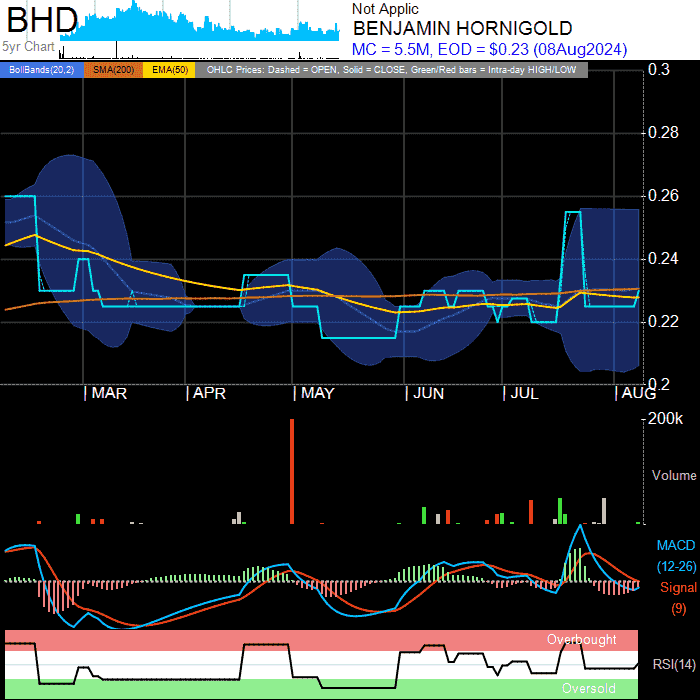 BHD
5yr Chart
Not Applic
BENJAMIN HORNIGOLD
MC = 5.5M, EOD = $0.23 (08Aug2024)
BollBands(20,2) SMA(200) EMA(50) OHLC Prices: Dashed = OPEN, Solid = CLOSE, Green/Red bars = Intra-day HIGH/LOW
0.3
0.28
0.26
0.24
0.22
0.2
| MAR | APR | MAY | JUN | JUL | AUG
200k
Volume
MACD
(12-26)
Signal
(9)
Overbought
RSI(14)
Oversold